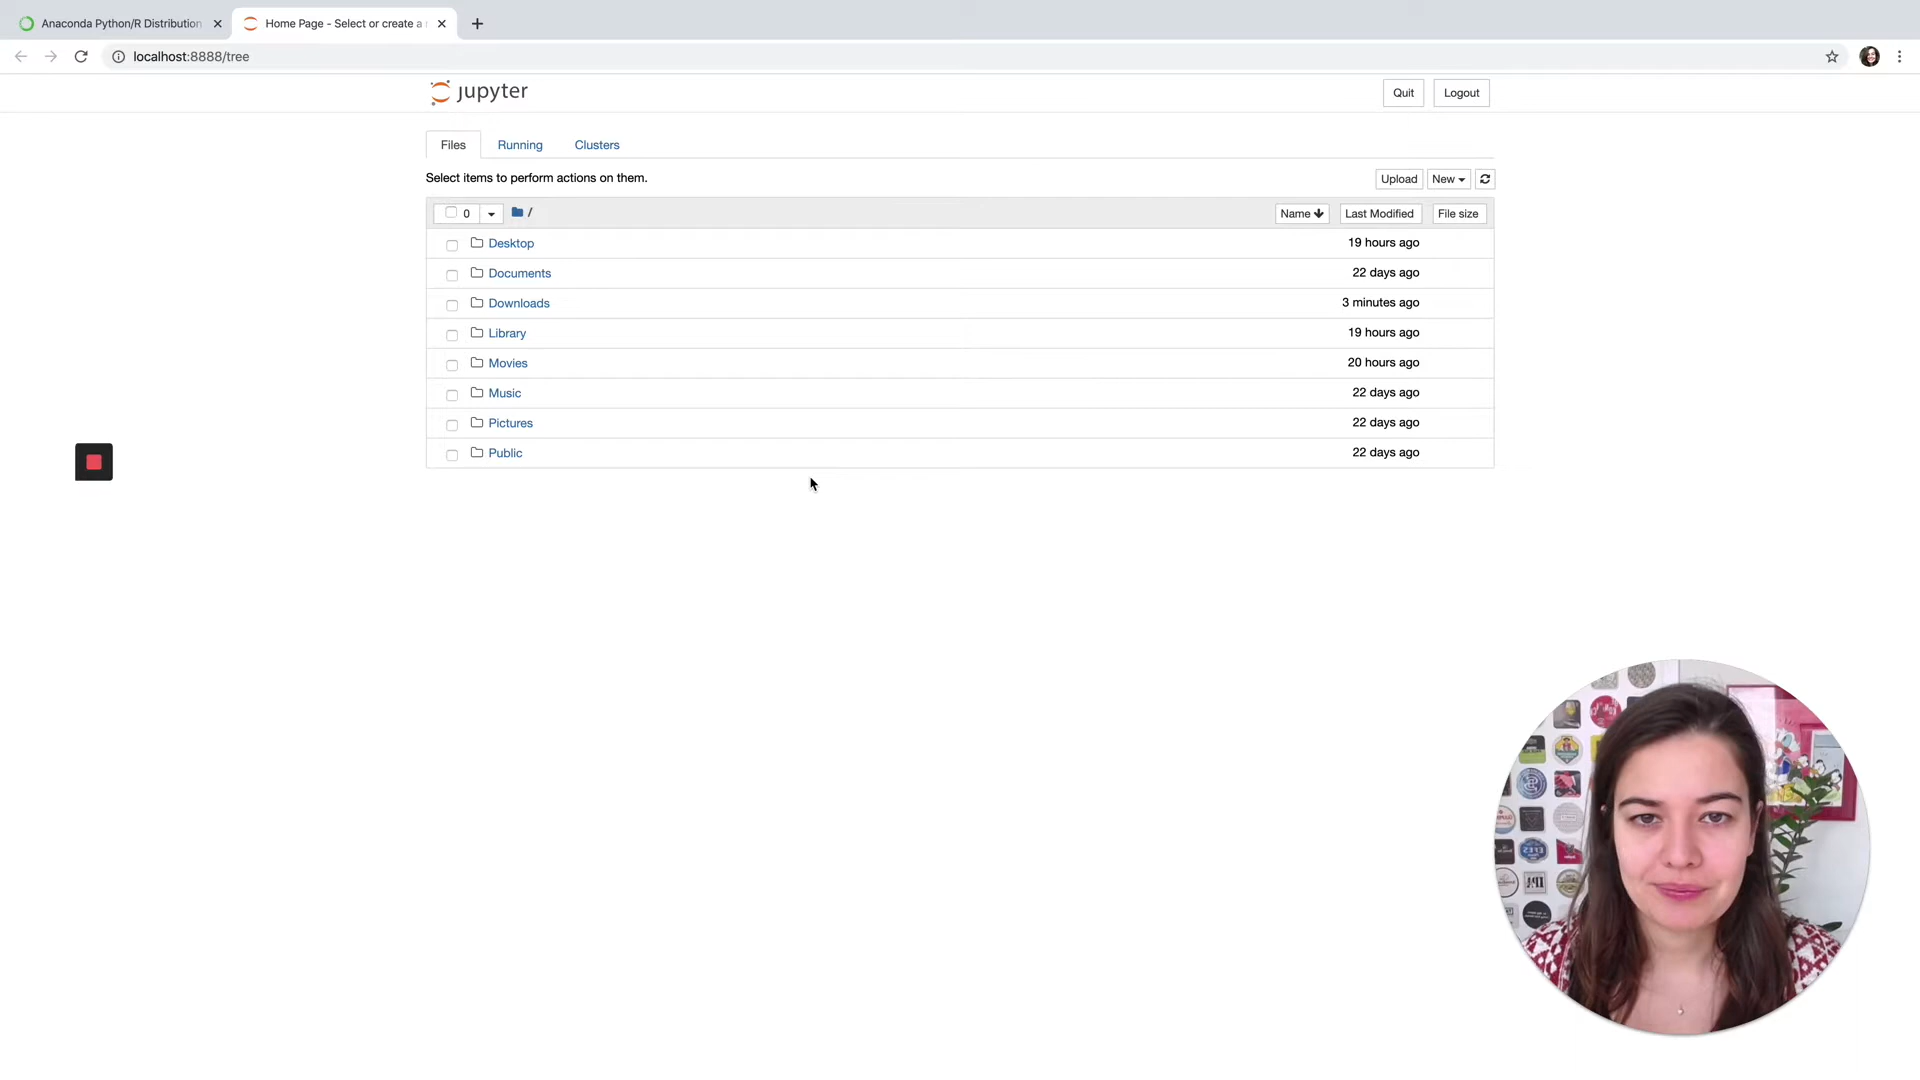 Anaconda Python/R Distribution
Home Page - Select or create a
localhost:8888/tree
jupyter
Quit
Logout
Files
Running
Clusters
Select items to perform actions on them.
Upload
New
0
/
Name
Last Modified
File size
Desktop
19 hours ago
Documents
22 days ago
Downloads
3 minutes ago
Library
19 hours ago
Movies
20 hours ago
Music
22 days ago
Pictures
22 days ago
Public
22 days ago